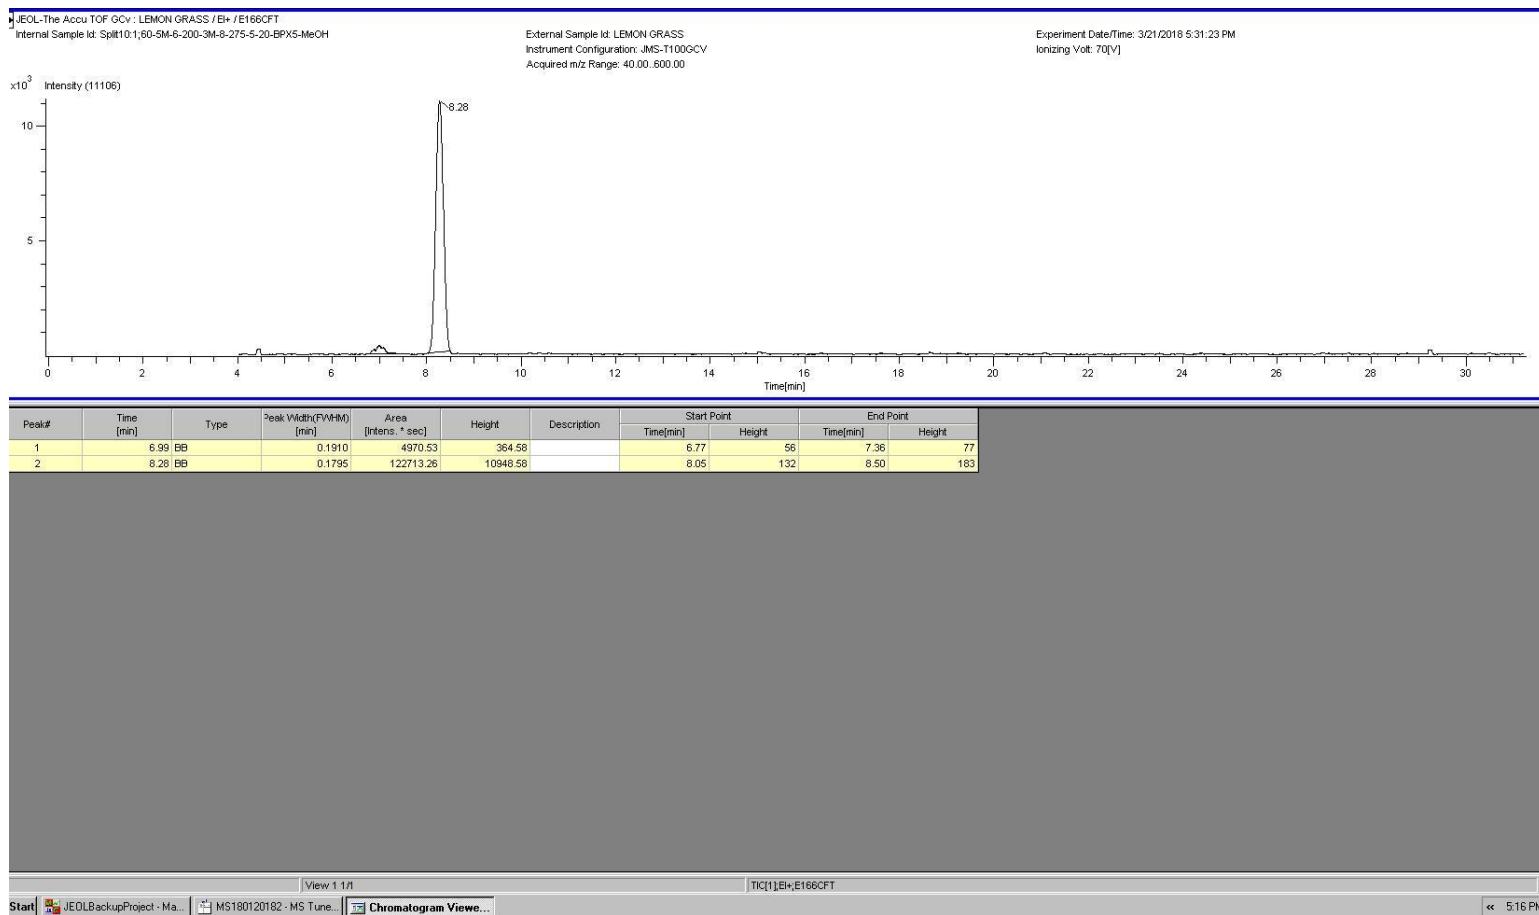 JEOL-The Accu TOF GCv : LEMON GRASS / EI+ / E166CFT
Internal Sample Id: Split10:1;60-5M-6-200-3M-8-275-5-20-BPX5-MeOH
External Sample Id: LEMON GRASS
Instrument Configuration: JMS-T100GCV
Acquired m/z Range: 40.00..600.00
Experiment Date/Time: 3/21/2018 5:31:23 PM
Ionizing Volt: 70[V]
x10³ Intensity (11106)
8.28
10
5
0 2 4 6 8 10 12 14 16 18 20 22 24 26 28 30
Time[min]
Peak# Time [min] Type Peak Width(FWHM) [min] Area [Intens. * sec] Height Description Start Point End Point
Time[min] Height Time[min] Height
1 6.99 BB 0.1910 4970.53 364.58 6.77 56 7.36 77
2 8.28 BB 0.1795 122713.26 10948.58 8.05 132 8.50 183
View 1 1/1 TIC[1];EI+;E166CFT
Start JEOLBackupProject - Ma... MS180120182 - MS Tune... Chromatogram Viewe... « 5:16 PM